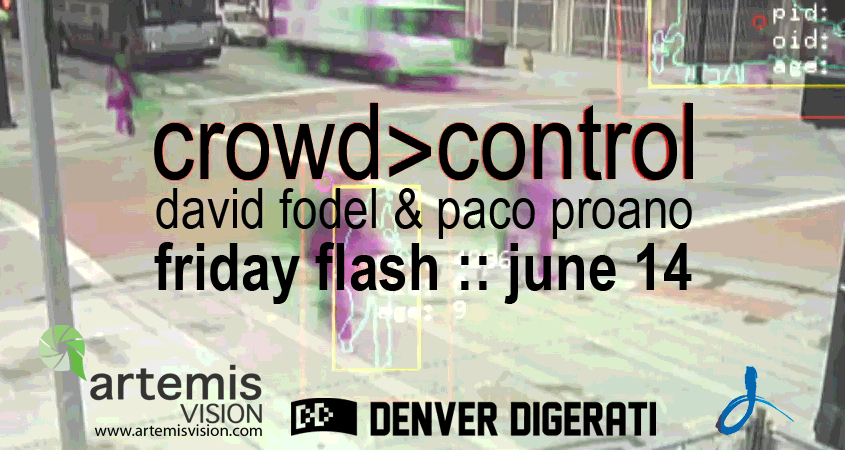 pid:
oid:
age:
crowd>control
david fodel & paco proano
friday flash :: june 14
age: 9
artemis
VISION
www.artemisvision.com
DENVER DIGERATI